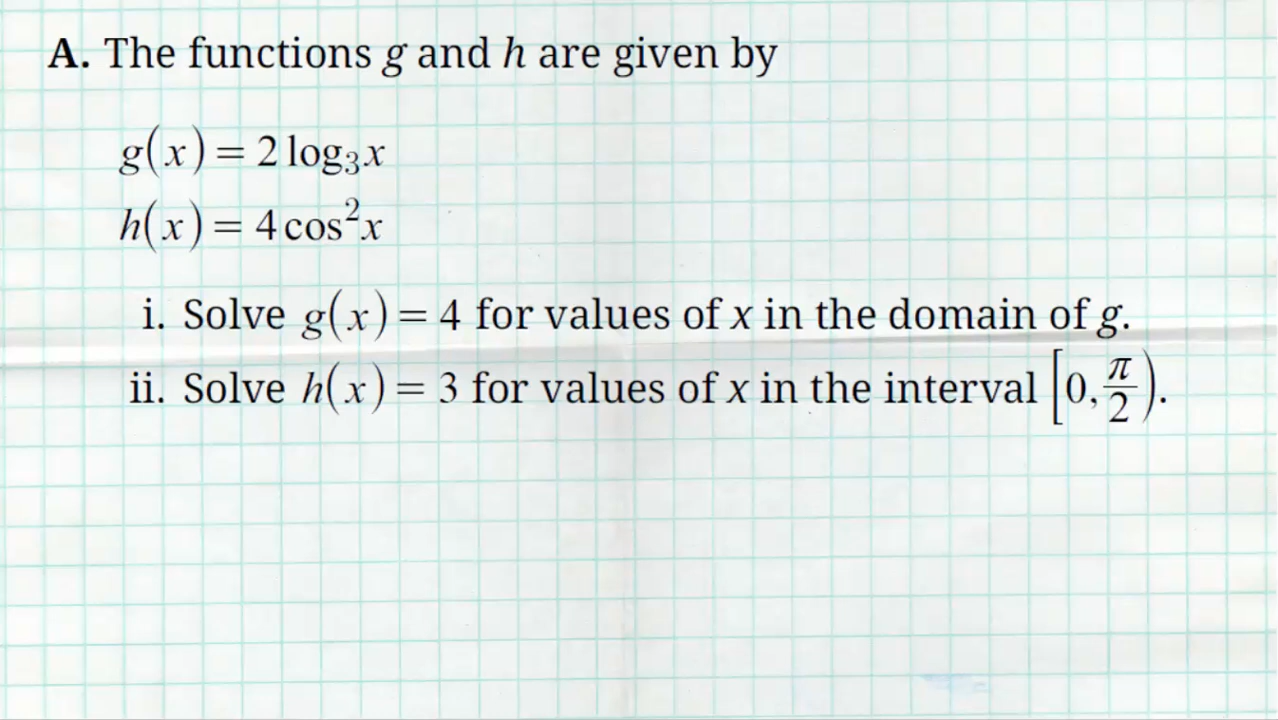 A. The functions g and h are given by
g(x) = 2 log₃x
h(x) = 4 cos²x
i. Solve g(x) = 4 for values of x in the domain of g.
ii. Solve h(x) = 3 for values of x in the interval [0, π/2).